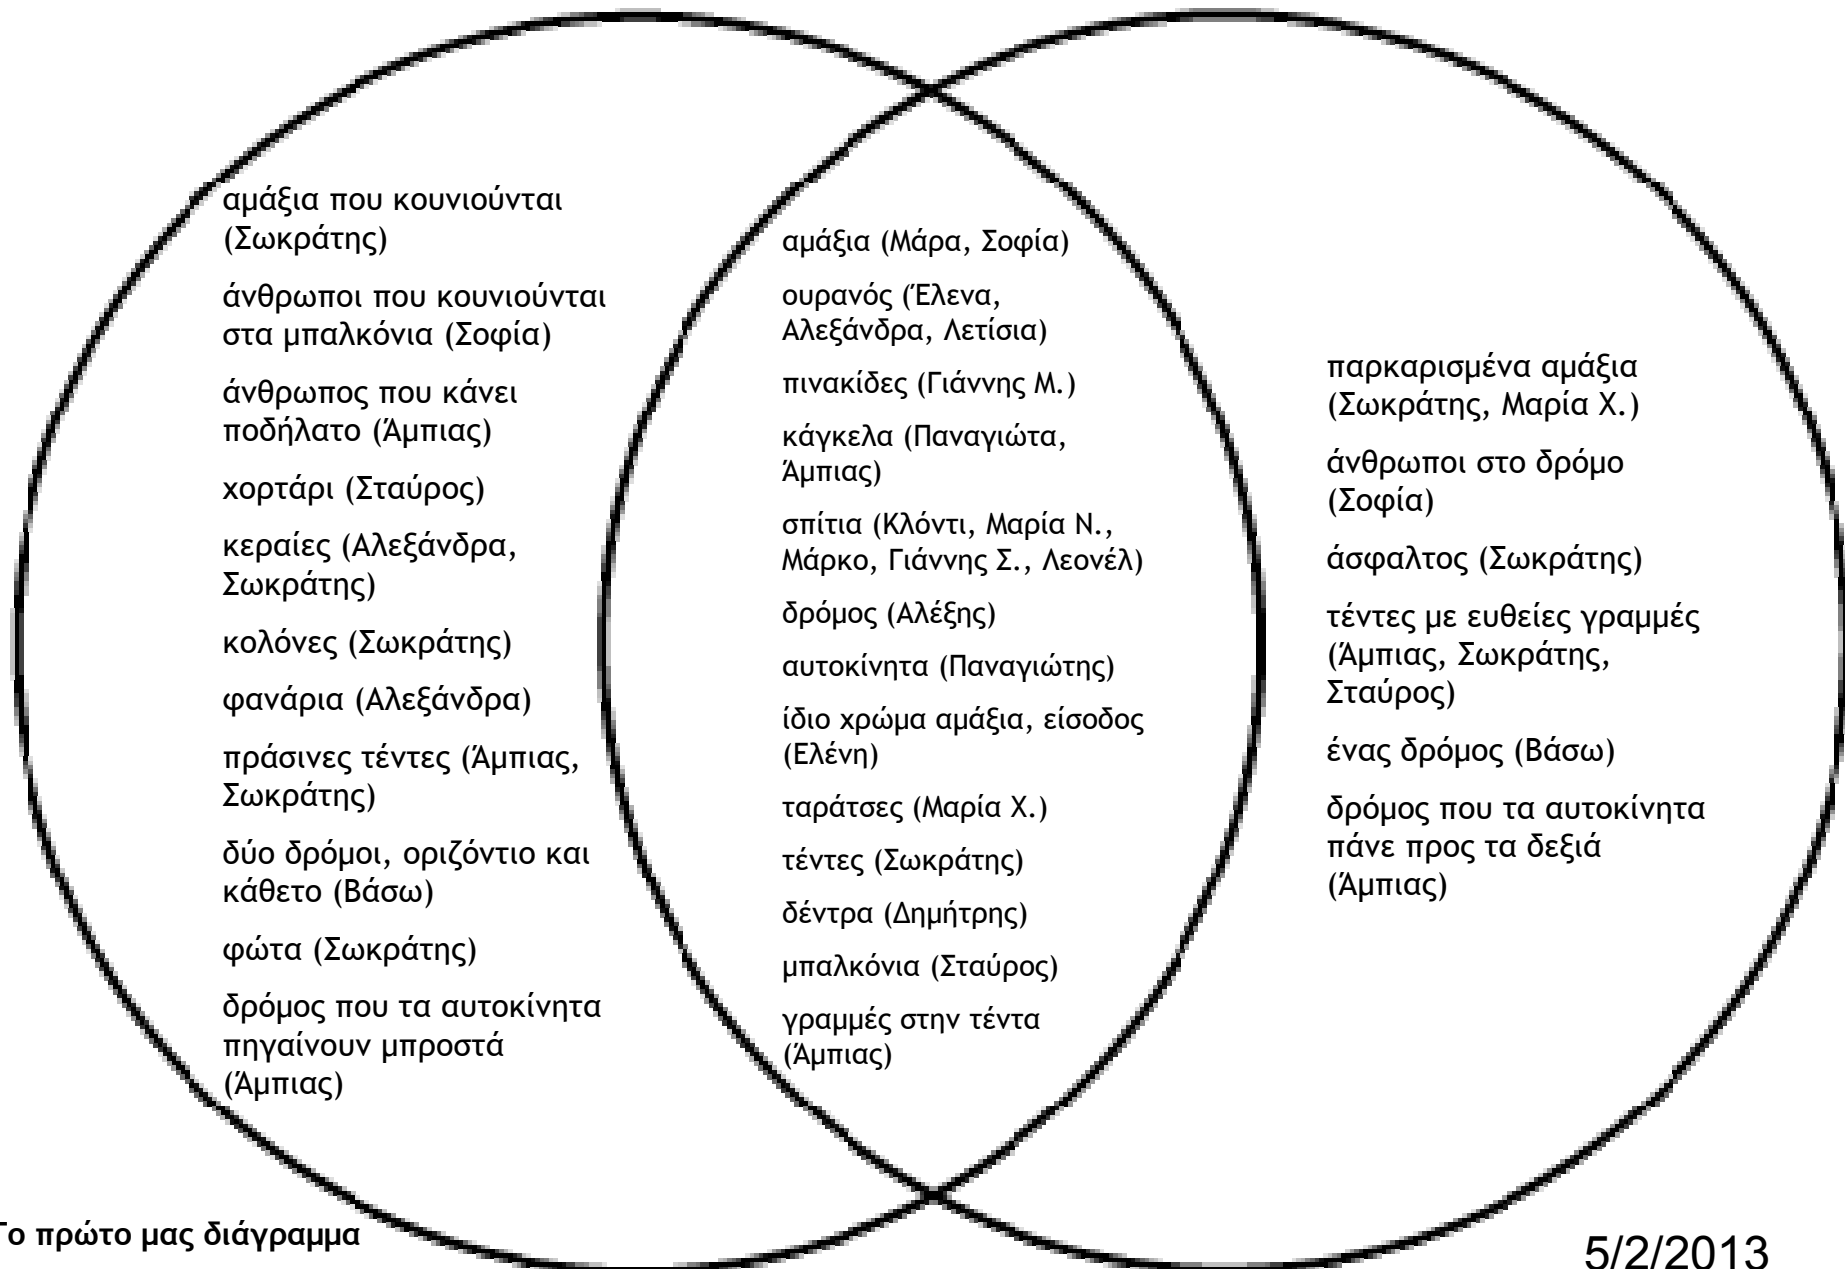 αμάξια που κουνιούνται
(Σωκράτης)
άνθρωποι που κουνιούνται
στα μπαλκόνια (Σοφία)
άνθρωπος που κάνει
ποδήλατο (Άμπιας)
χορτάρι (Σταύρος)
κεραίες (Αλεξάνδρα,
Σωκράτης)
κολόνες (Σωκράτης)
φανάρια (Αλεξάνδρα)
πράσινες τέντες (Άμπιας,
Σωκράτης)
δύο δρόμοι, οριζόντιο και
κάθετο (Βάσω)
φώτα (Σωκράτης)
δρόμος που τα αυτοκίνητα
πηγαίνουν μπροστά
(Άμπιας)
αμάξια (Μάρα, Σοφία)
ουρανός (Έλενα,
Αλεξάνδρα, Λετίσια)
πινακίδες (Γιάννης Μ.)
κάγκελα (Παναγιώτα,
Άμπιας)
σπίτια (Κλόντι, Μαρία Ν.,
Μάρκο, Γιάννης Σ., Λεονέλ)
δρόμος (Αλέξης)
αυτοκίνητα (Παναγιώτης)
ίδιο χρώμα αμάξια, είσοδος
(Ελένη)
ταράτσες (Μαρία Χ.)
τέντες (Σωκράτης)
δέντρα (Δημήτρης)
μπαλκόνια (Σταύρος)
γραμμές στην τέντα
(Άμπιας)
παρκαρισμένα αμάξια
(Σωκράτης, Μαρία Χ.)
άνθρωποι στο δρόμο
(Σοφία)
άσφαλτος (Σωκράτης)
τέντες με ευθείες γραμμές
(Άμπιας, Σωκράτης,
Σταύρος)
ένας δρόμος (Βάσω)
δρόμος που τα αυτοκίνητα
πάνε προς τα δεξιά
(Άμπιας)
Το πρώτο μας διάγραμμα
5/2/2013